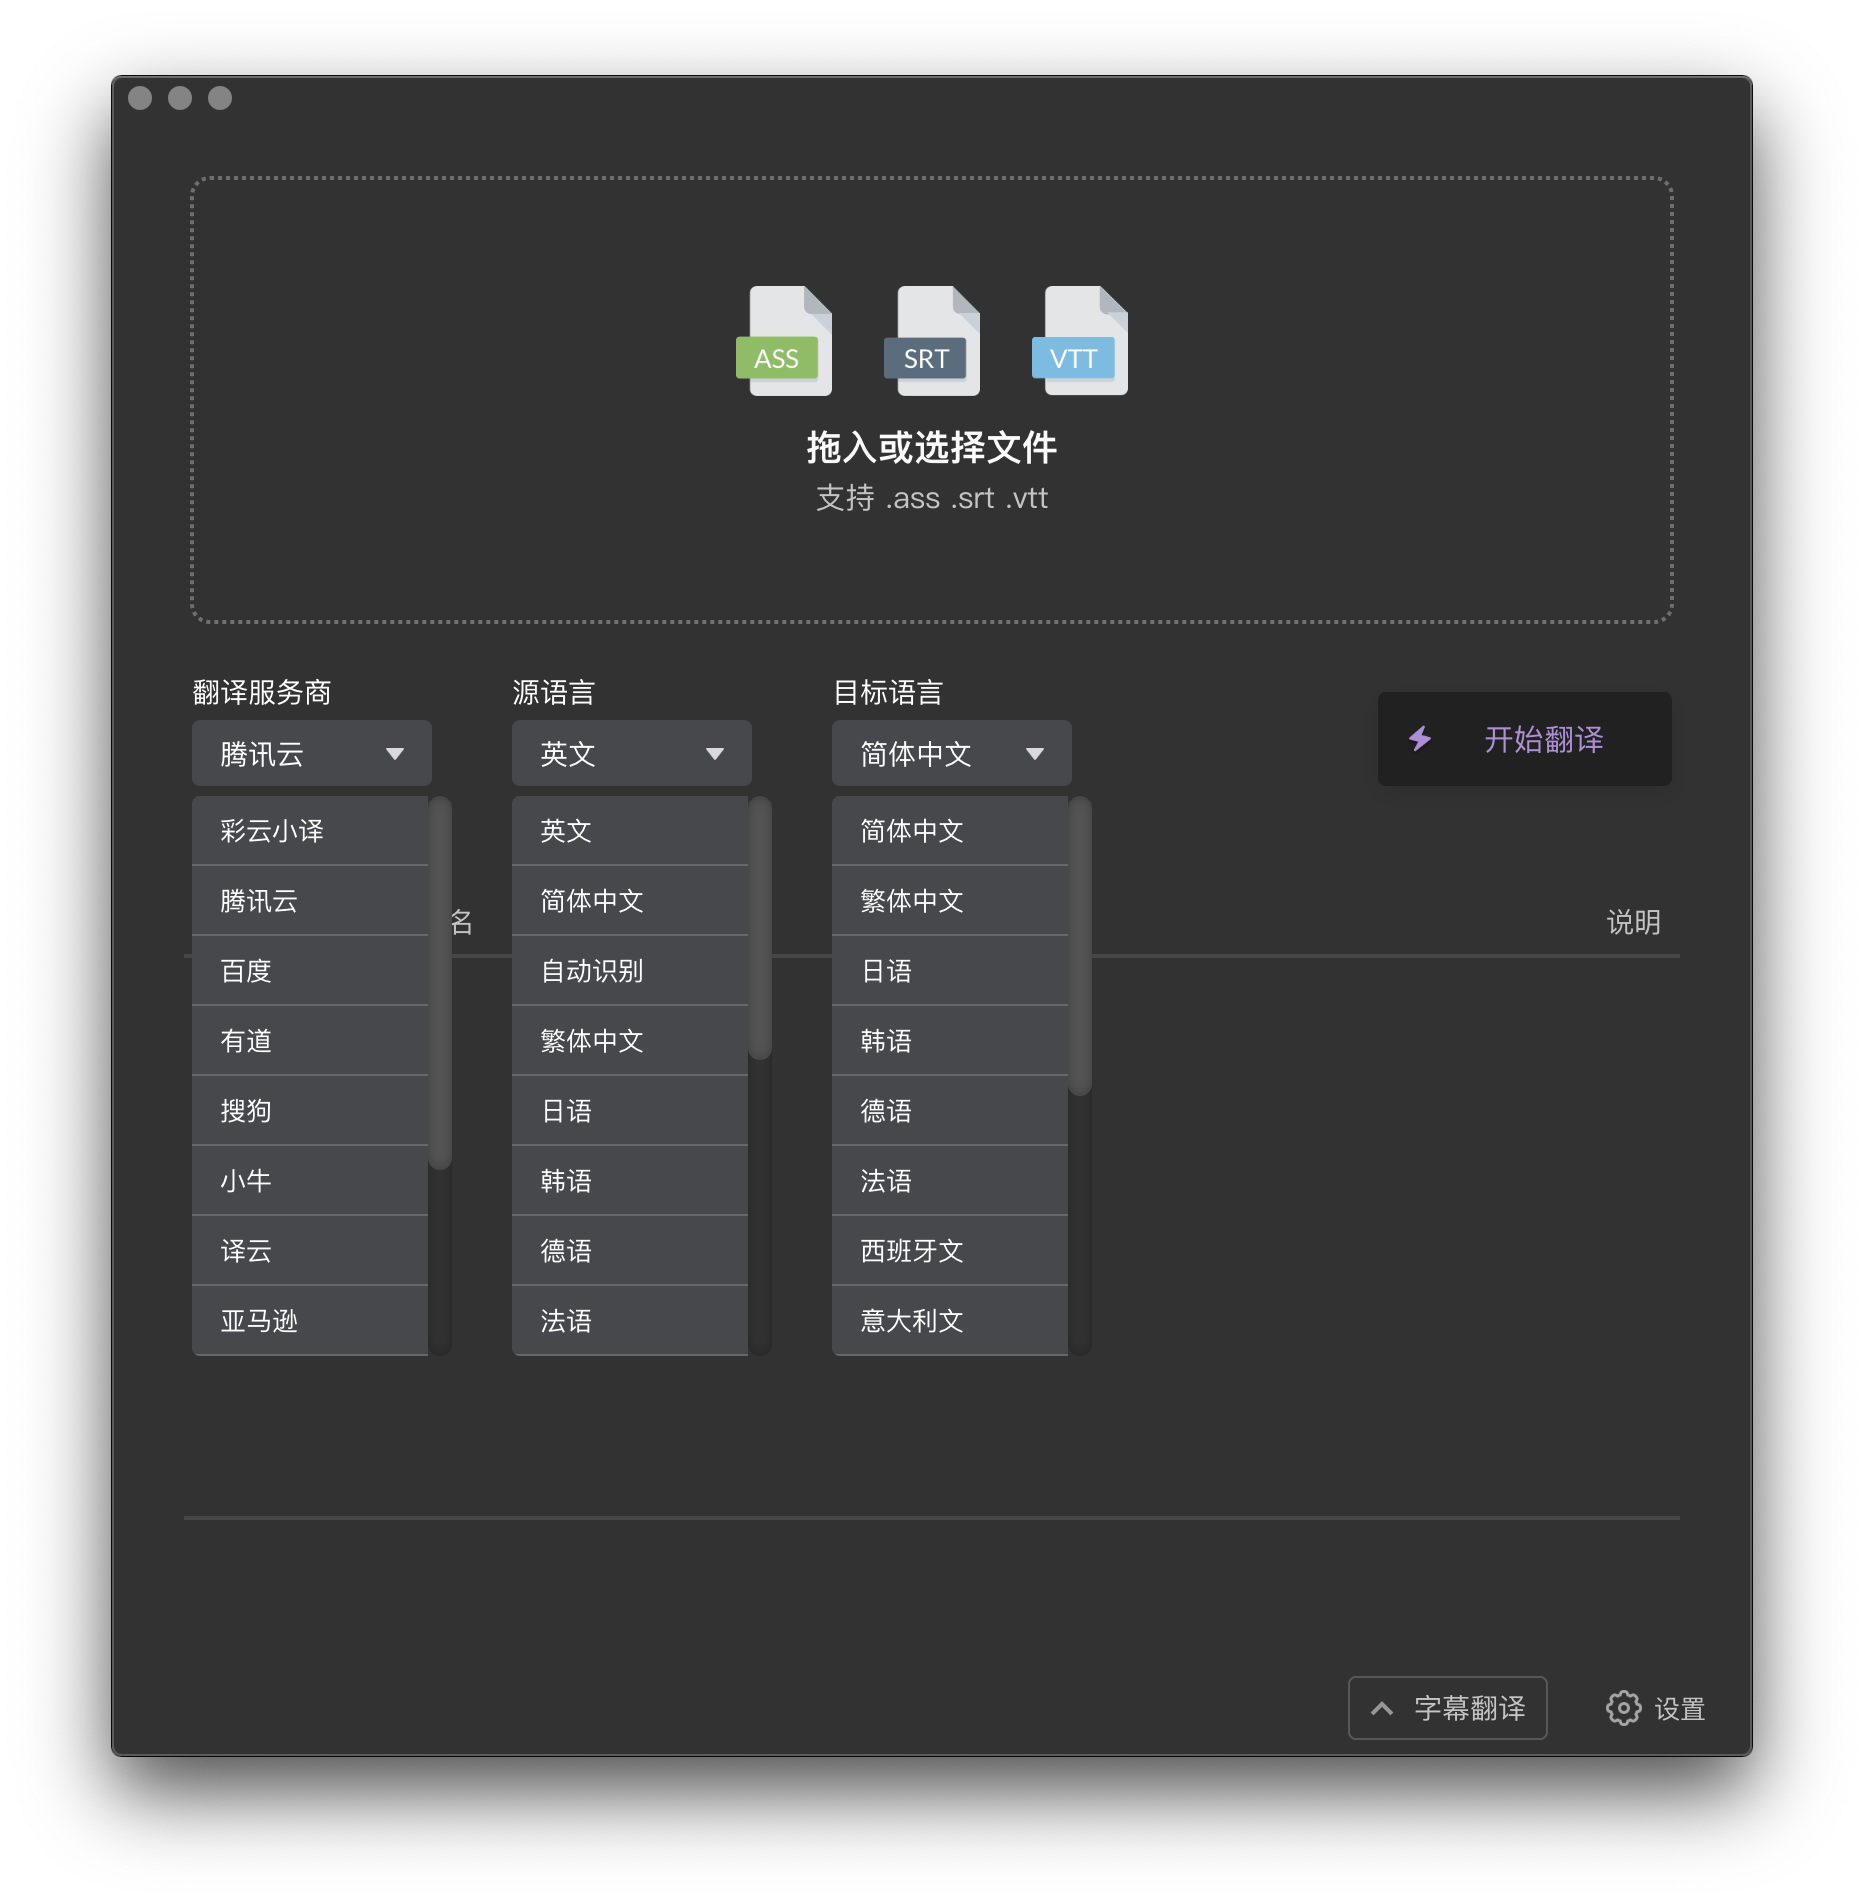 ASS SRT VTT
拖入或选择文件
支持 .ass .srt .vtt
翻译服务商 源语言 目标语言
腾讯云 英文 简体中文 开始翻译
彩云小译 英文 简体中文
腾讯云 简体中文 繁体中文
名 说明
百度 自动识别 日语
有道 繁体中文 韩语
搜狗 日语 德语
小牛 韩语 法语
译云 德语 西班牙文
亚马逊 法语 意大利文
字幕翻译 设置